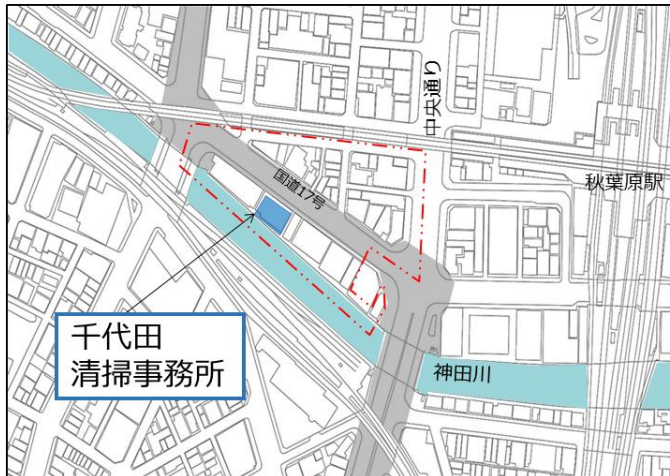 中央通り
秋葉原駅
国道17号
千代田
清掃事務所
神田川